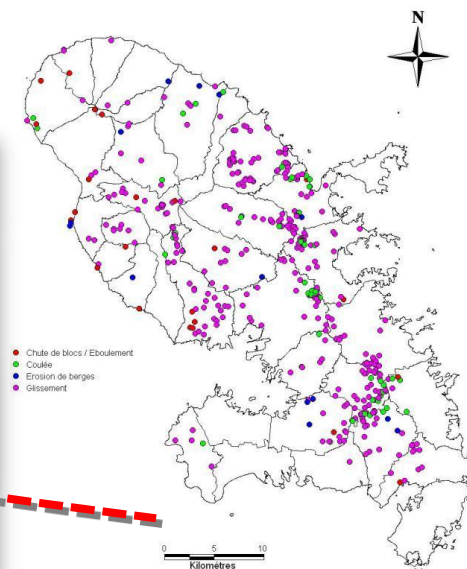 N
Chute de blocs / Eboulement
Coulée
Erosion de berges
Glissement
0 5 10
Kilomètres